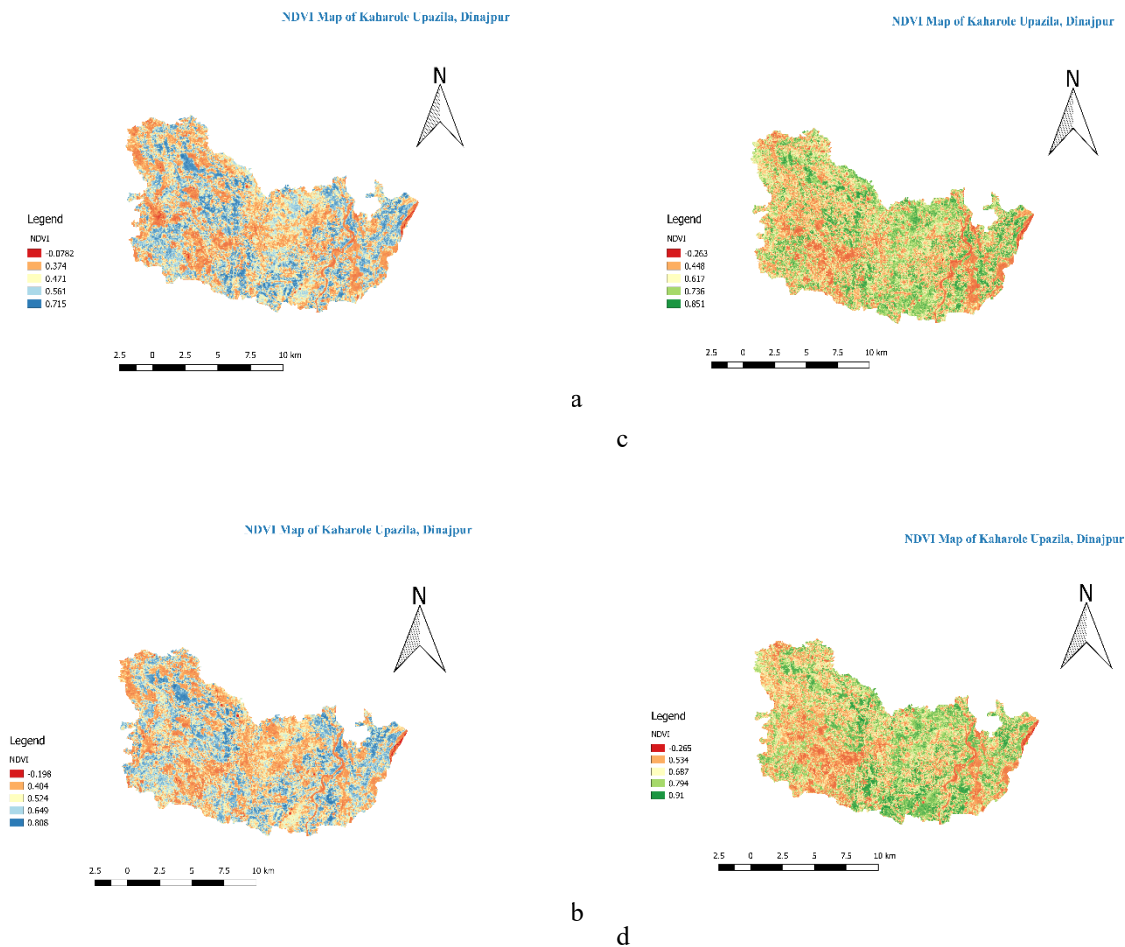 NDVI Map of Kaharole Upazila, Dinajpur
N
Legend
NDVI
-0.0782
0.374
0.471
0.561
0.715
2.5 0 2.5 5 7.5 10 km
a
NDVI Map of Kaharole Upazila, Dinajpur
N
Legend
NDVI
-0.263
0.448
0.617
0.736
0.851
2.5 0 2.5 5 7.5 10 km
c
NDVI Map of Kaharole Upazila, Dinajpur
N
Legend
NDVI
-0.198
0.404
0.524
0.649
0.808
2.5 0 2.5 5 7.5 10 km
b
NDVI Map of Kaharole Upazila, Dinajpur
N
Legend
NDVI
-0.265
0.534
0.687
0.794
0.91
2.5 0 2.5 5 7.5 10 km
d